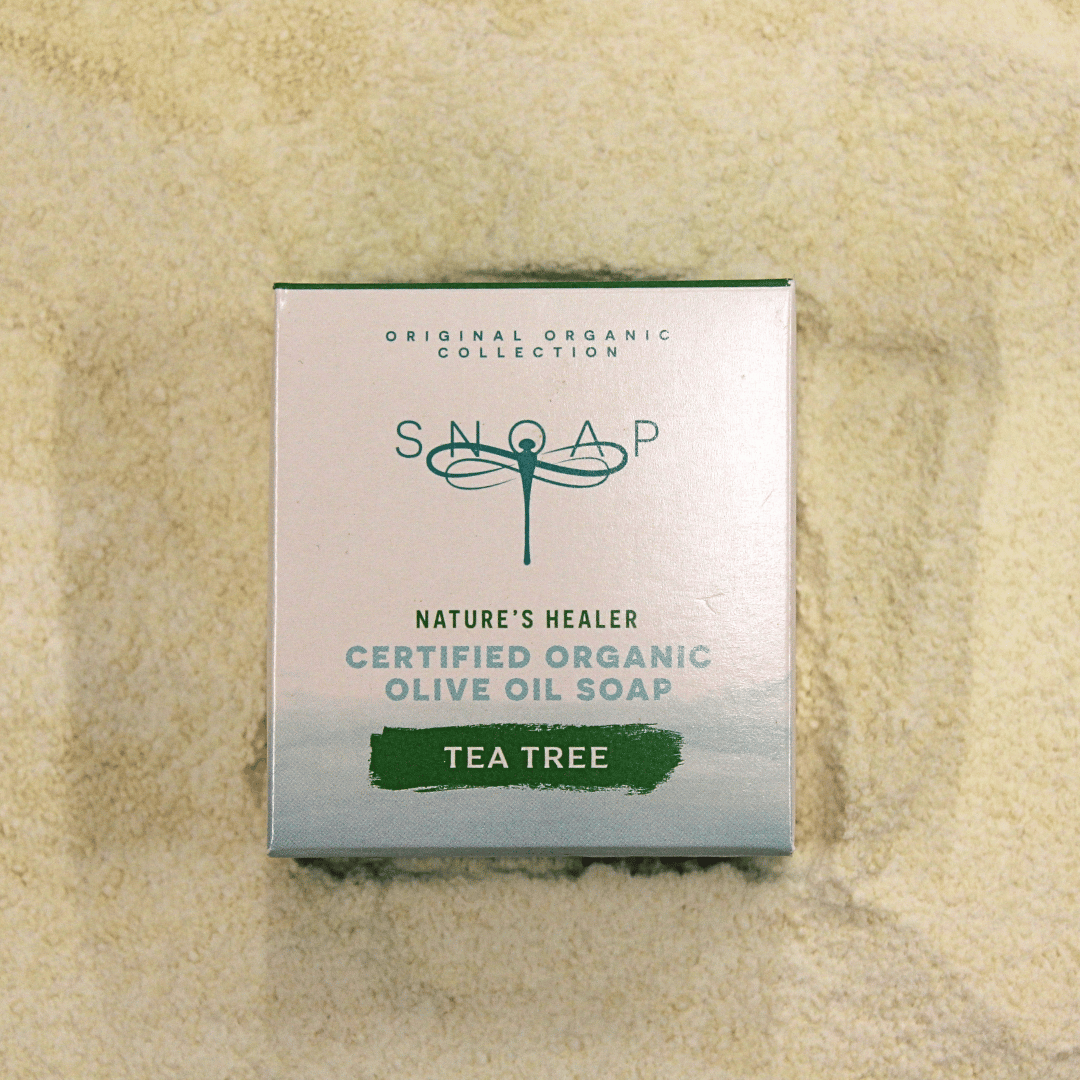 ORIGINAL ORGANIC
COLLECTION
SNOAP
NATURE'S HEALER
CERTIFIED ORGANIC
OLIVE OIL SOAP
TEA TREE